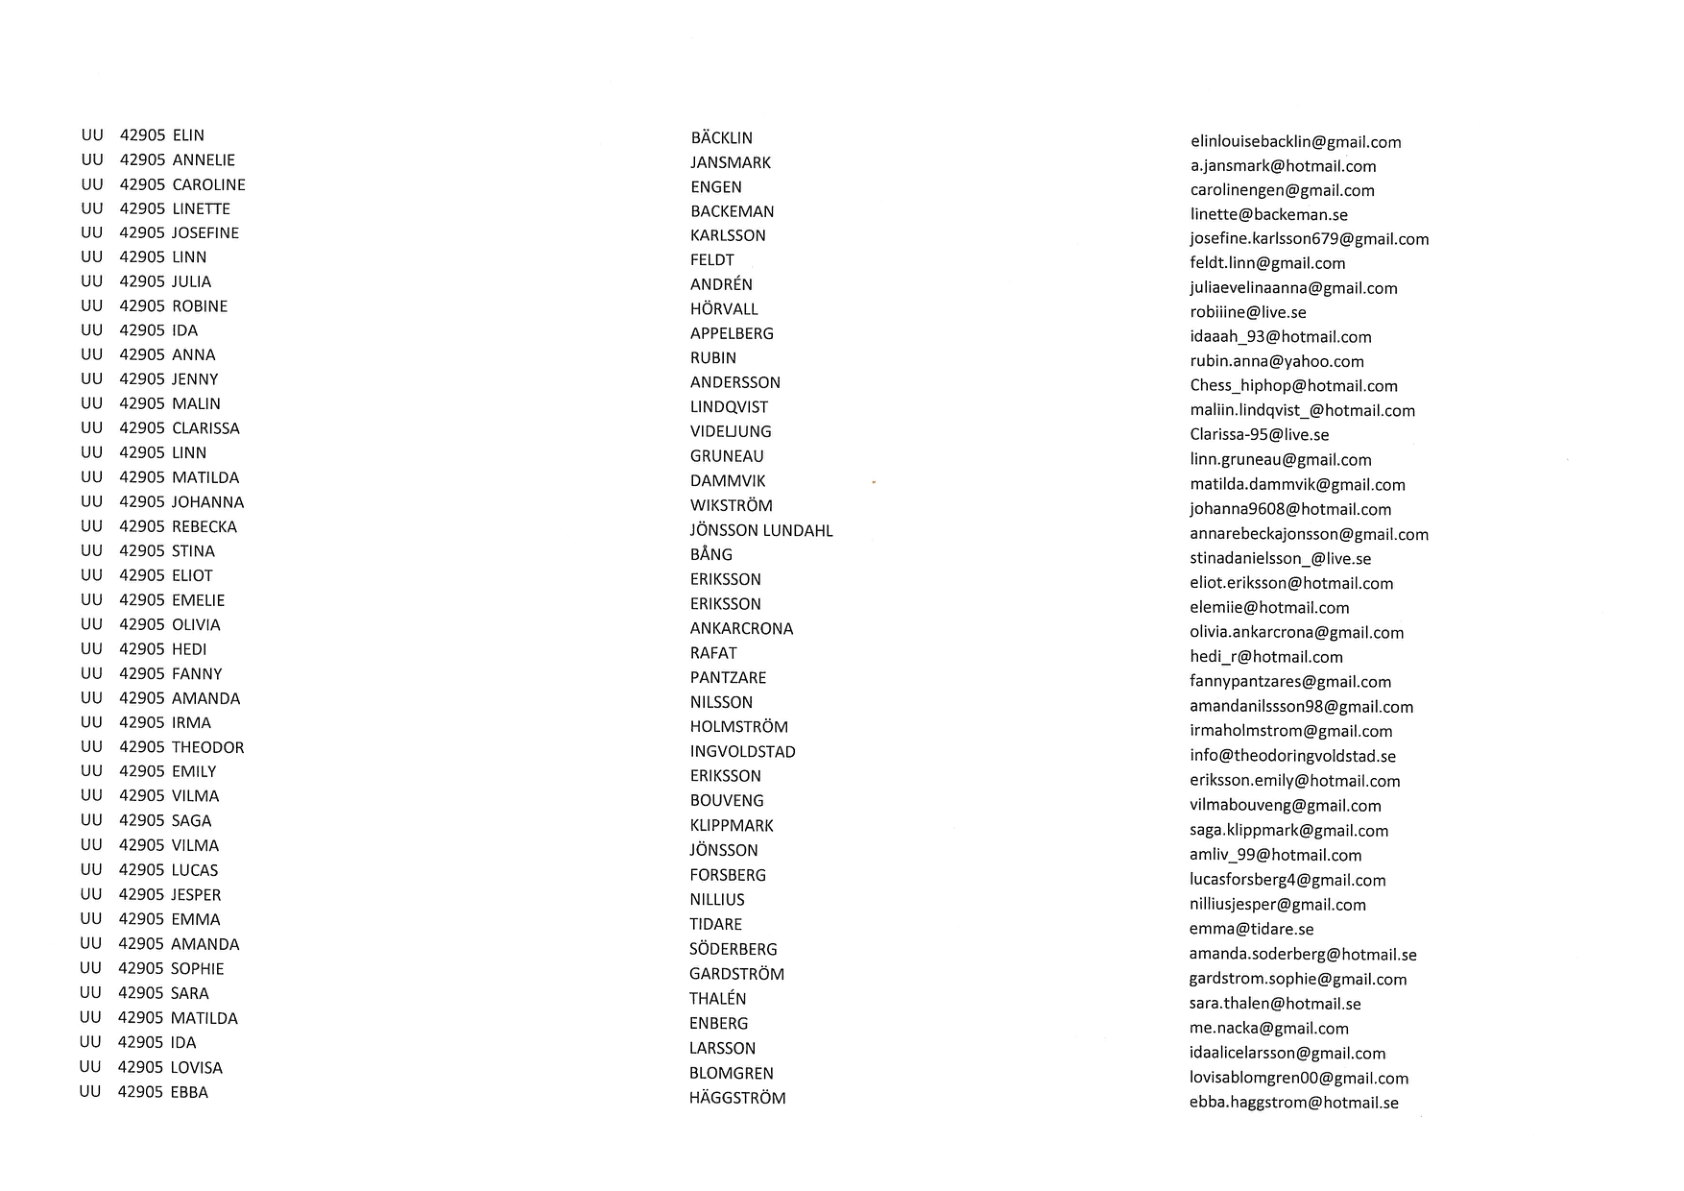 UU 42905 ELIN BÄCKLIN elinlouisebacklin@gmail.com
UU 42905 ANNELIE JANSMARK a.jansmark@hotmail.com
UU 42905 CAROLINE ENGEN carolinengen@gmail.com
UU 42905 LINETTE BACKEMAN linette@backeman.se
UU 42905 JOSEFINE KARLSSON josefine.karlsson679@gmail.com
UU 42905 LINN FELDT feldt.linn@gmail.com
UU 42905 JULIA ANDRÉN juliaevelinaanna@gmail.com
UU 42905 ROBINE HÖRVALL robiiine@live.se
UU 42905 IDA APPELBERG idaaah_93@hotmail.com
UU 42905 ANNA RUBIN rubin.anna@yahoo.com
UU 42905 JENNY ANDERSSON Chess_hiphop@hotmail.com
UU 42905 MALIN LINDQVIST maliin.lindqvist_@hotmail.com
UU 42905 CLARISSA VIDELJUNG Clarissa-95@live.se
UU 42905 LINN GRUNEAU linn.gruneau@gmail.com
UU 42905 MATILDA DAMMVIK matilda.dammvik@gmail.com
UU 42905 JOHANNA WIKSTRÖM johanna9608@hotmail.com
UU 42905 REBECKA JÖNSSON LUNDAHL annarebeckajonsson@gmail.com
UU 42905 STINA BÅNG stinadanielsson_@live.se
UU 42905 ELIOT ERIKSSON eliot.eriksson@hotmail.com
UU 42905 EMELIE ERIKSSON elemiie@hotmail.com
UU 42905 OLIVIA ANKARCRONA olivia.ankarcrona@gmail.com
UU 42905 HEDI RAFAT hedi_r@hotmail.com
UU 42905 FANNY PANTZARE fannypantzares@gmail.com
UU 42905 AMANDA NILSSON amandanilssson98@gmail.com
UU 42905 IRMA HOLMSTRÖM irmaholmstrom@gmail.com
UU 42905 THEODOR INGVOLDSTAD info@theodoringvoldstad.se
UU 42905 EMILY ERIKSSON eriksson.emily@hotmail.com
UU 42905 VILMA BOUVENG vilmabouveng@gmail.com
UU 42905 SAGA KLIPPMARK saga.klippmark@gmail.com
UU 42905 VILMA JÖNSSON amliv_99@hotmail.com
UU 42905 LUCAS FORSBERG lucasforsberg4@gmail.com
UU 42905 JESPER NILLIUS nilliusjesper@gmail.com
UU 42905 EMMA TIDARE emma@tidare.se
UU 42905 AMANDA SÖDERBERG amanda.soderberg@hotmail.se
UU 42905 SOPHIE GARDSTRÖM gardstrom.sophie@gmail.com
UU 42905 SARA THALÉN sara.thalen@hotmail.se
UU 42905 MATILDA ENBERG me.nacka@gmail.com
UU 42905 IDA LARSSON idaalicelarsson@gmail.com
UU 42905 LOVISA BLOMGREN lovisablomgren00@gmail.com
UU 42905 EBBA HÄGGSTRÖM ebba.haggstrom@hotmail.se